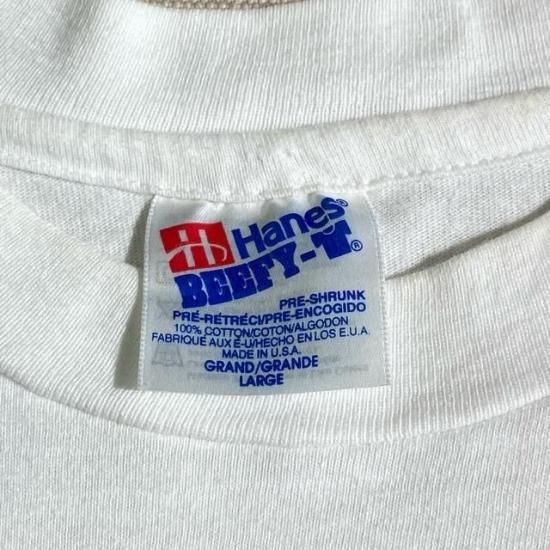 Hanes®
BEEFY-T®
PRE-SHRUNK
PRÉ-RÉTRÉCI/PRE-ENCOGIDO
100% COTTON/COTON/ALGODON
FABRIQUE AUX É-U/HECHO EN LOS E.U.A.
MADE IN U.S.A.
GRAND/GRANDE
LARGE